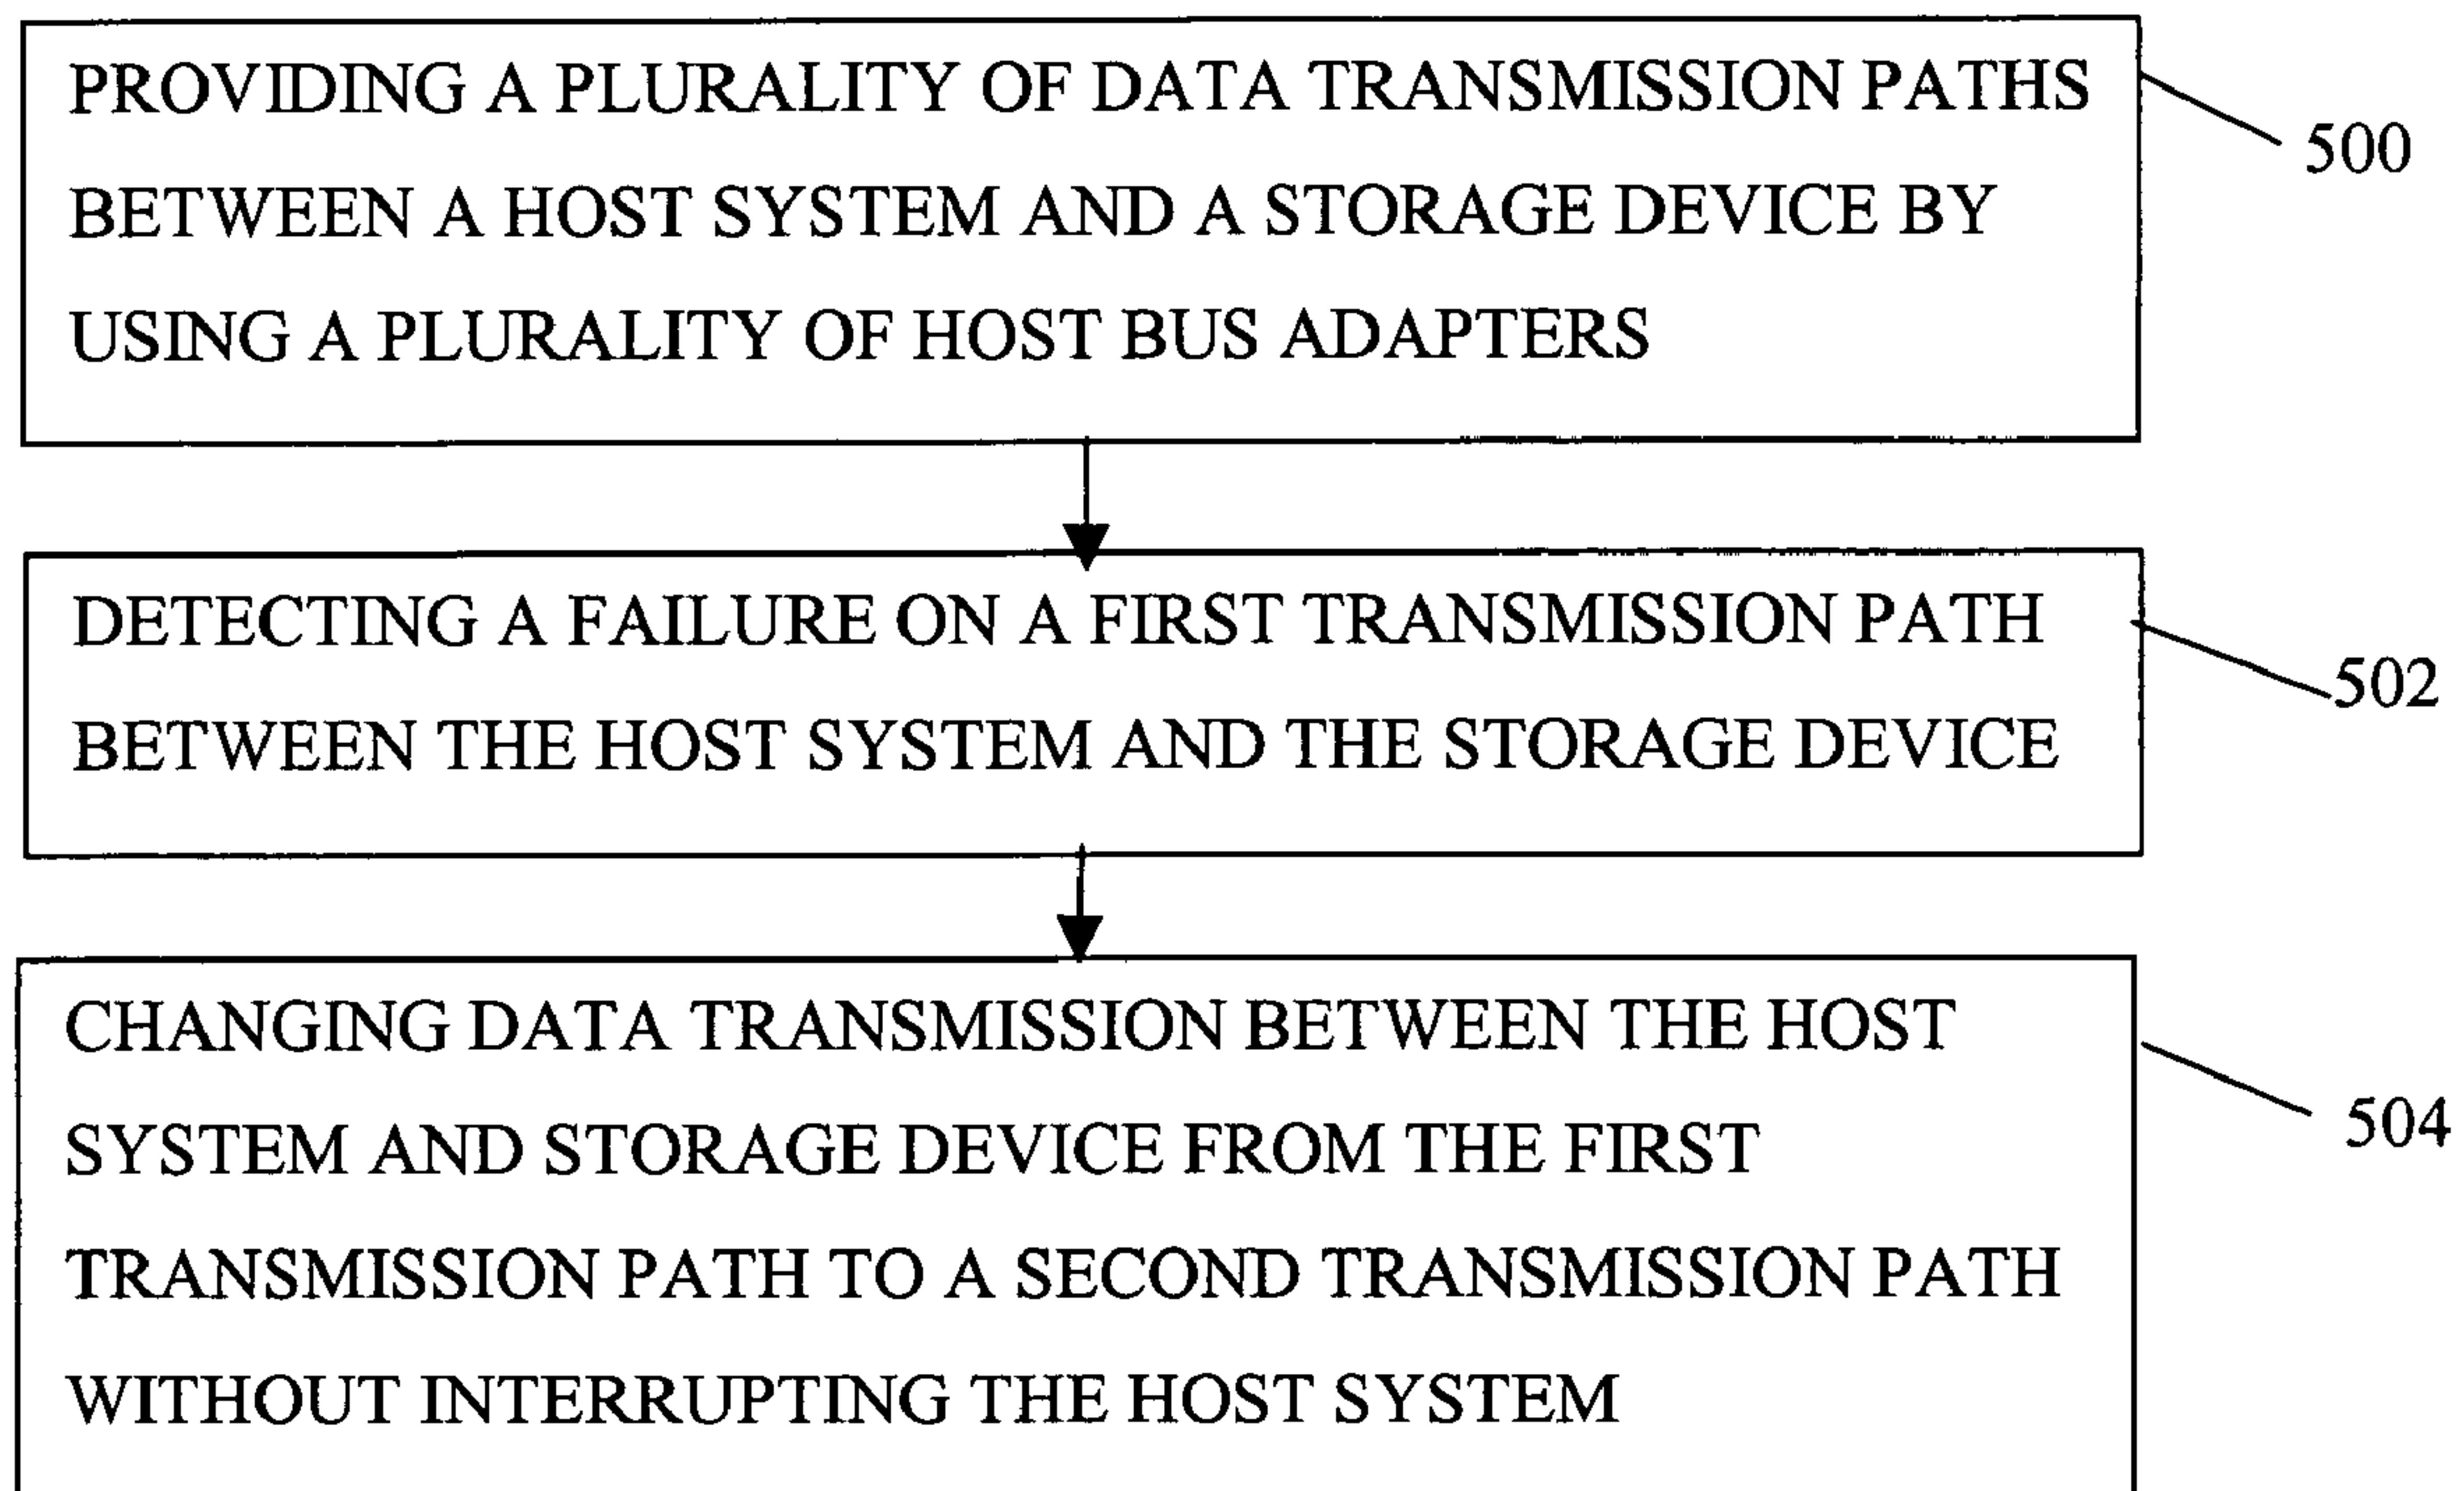 PROVIDING A PLURALITY OF DATA TRANSMISSION PATHS
BETWEEN A HOST SYSTEM AND A STORAGE DEVICE BY
USING A PLURALITY OF HOST BUS ADAPTERS
500
DETECTING A FAILURE ON A FIRST TRANSMISSION PATH
BETWEEN THE HOST SYSTEM AND THE STORAGE DEVICE
502
CHANGING DATA TRANSMISSION BETWEEN THE HOST
SYSTEM AND STORAGE DEVICE FROM THE FIRST
TRANSMISSION PATH TO A SECOND TRANSMISSION PATH
WITHOUT INTERRUPTING THE HOST SYSTEM
504